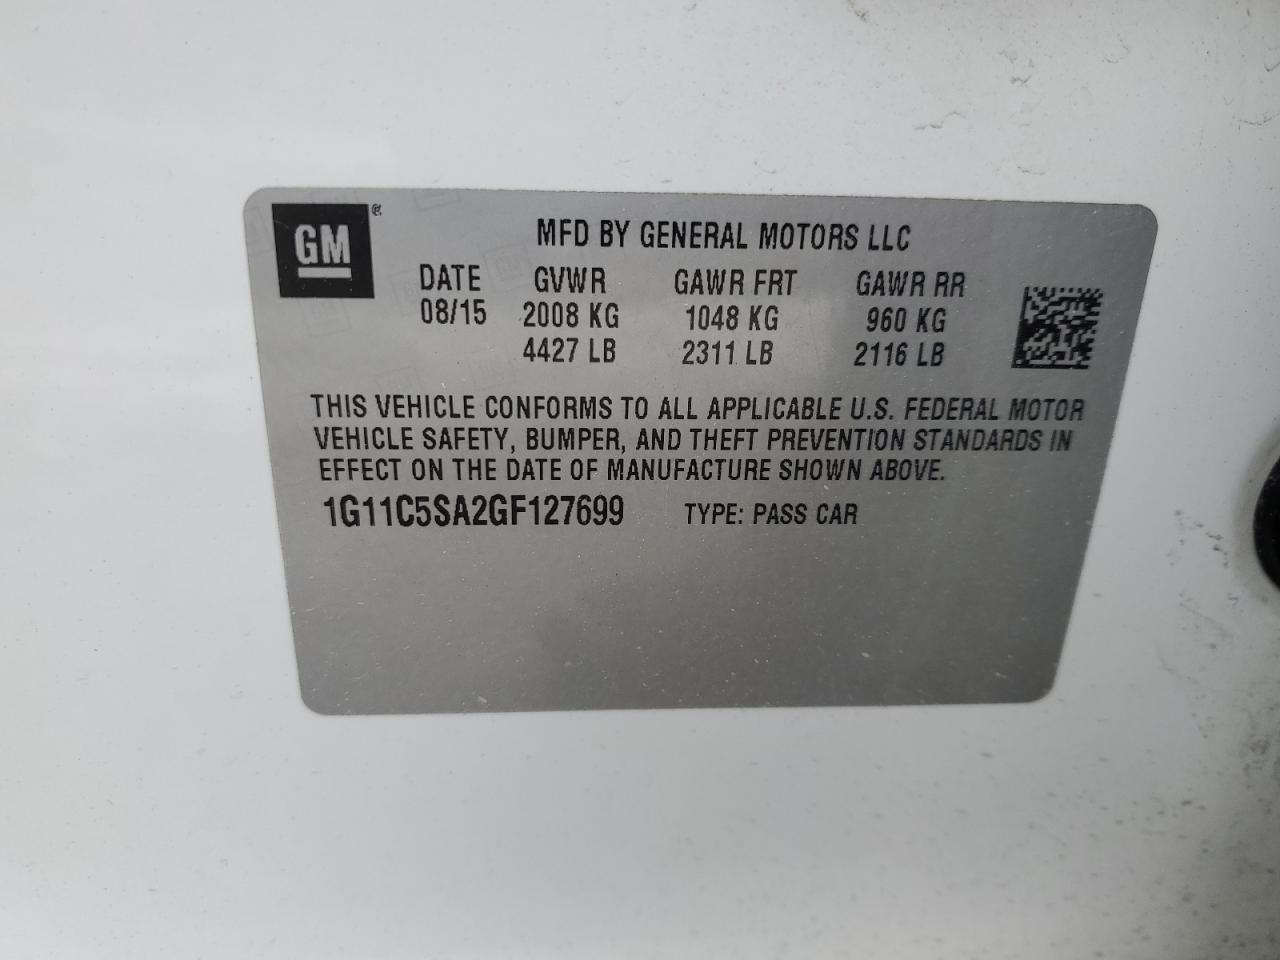 GM ®
MFD BY GENERAL MOTORS LLC
DATE GVWR GAWR FRT GAWR RR
08/15 2008 KG 1048 KG 960 KG
4427 LB 2311 LB 2116 LB
THIS VEHICLE CONFORMS TO ALL APPLICABLE U.S. FEDERAL MOTOR
VEHICLE SAFETY, BUMPER, AND THEFT PREVENTION STANDARDS IN
EFFECT ON THE DATE OF MANUFACTURE SHOWN ABOVE.
1G11C5SA2GF127699 TYPE: PASS CAR